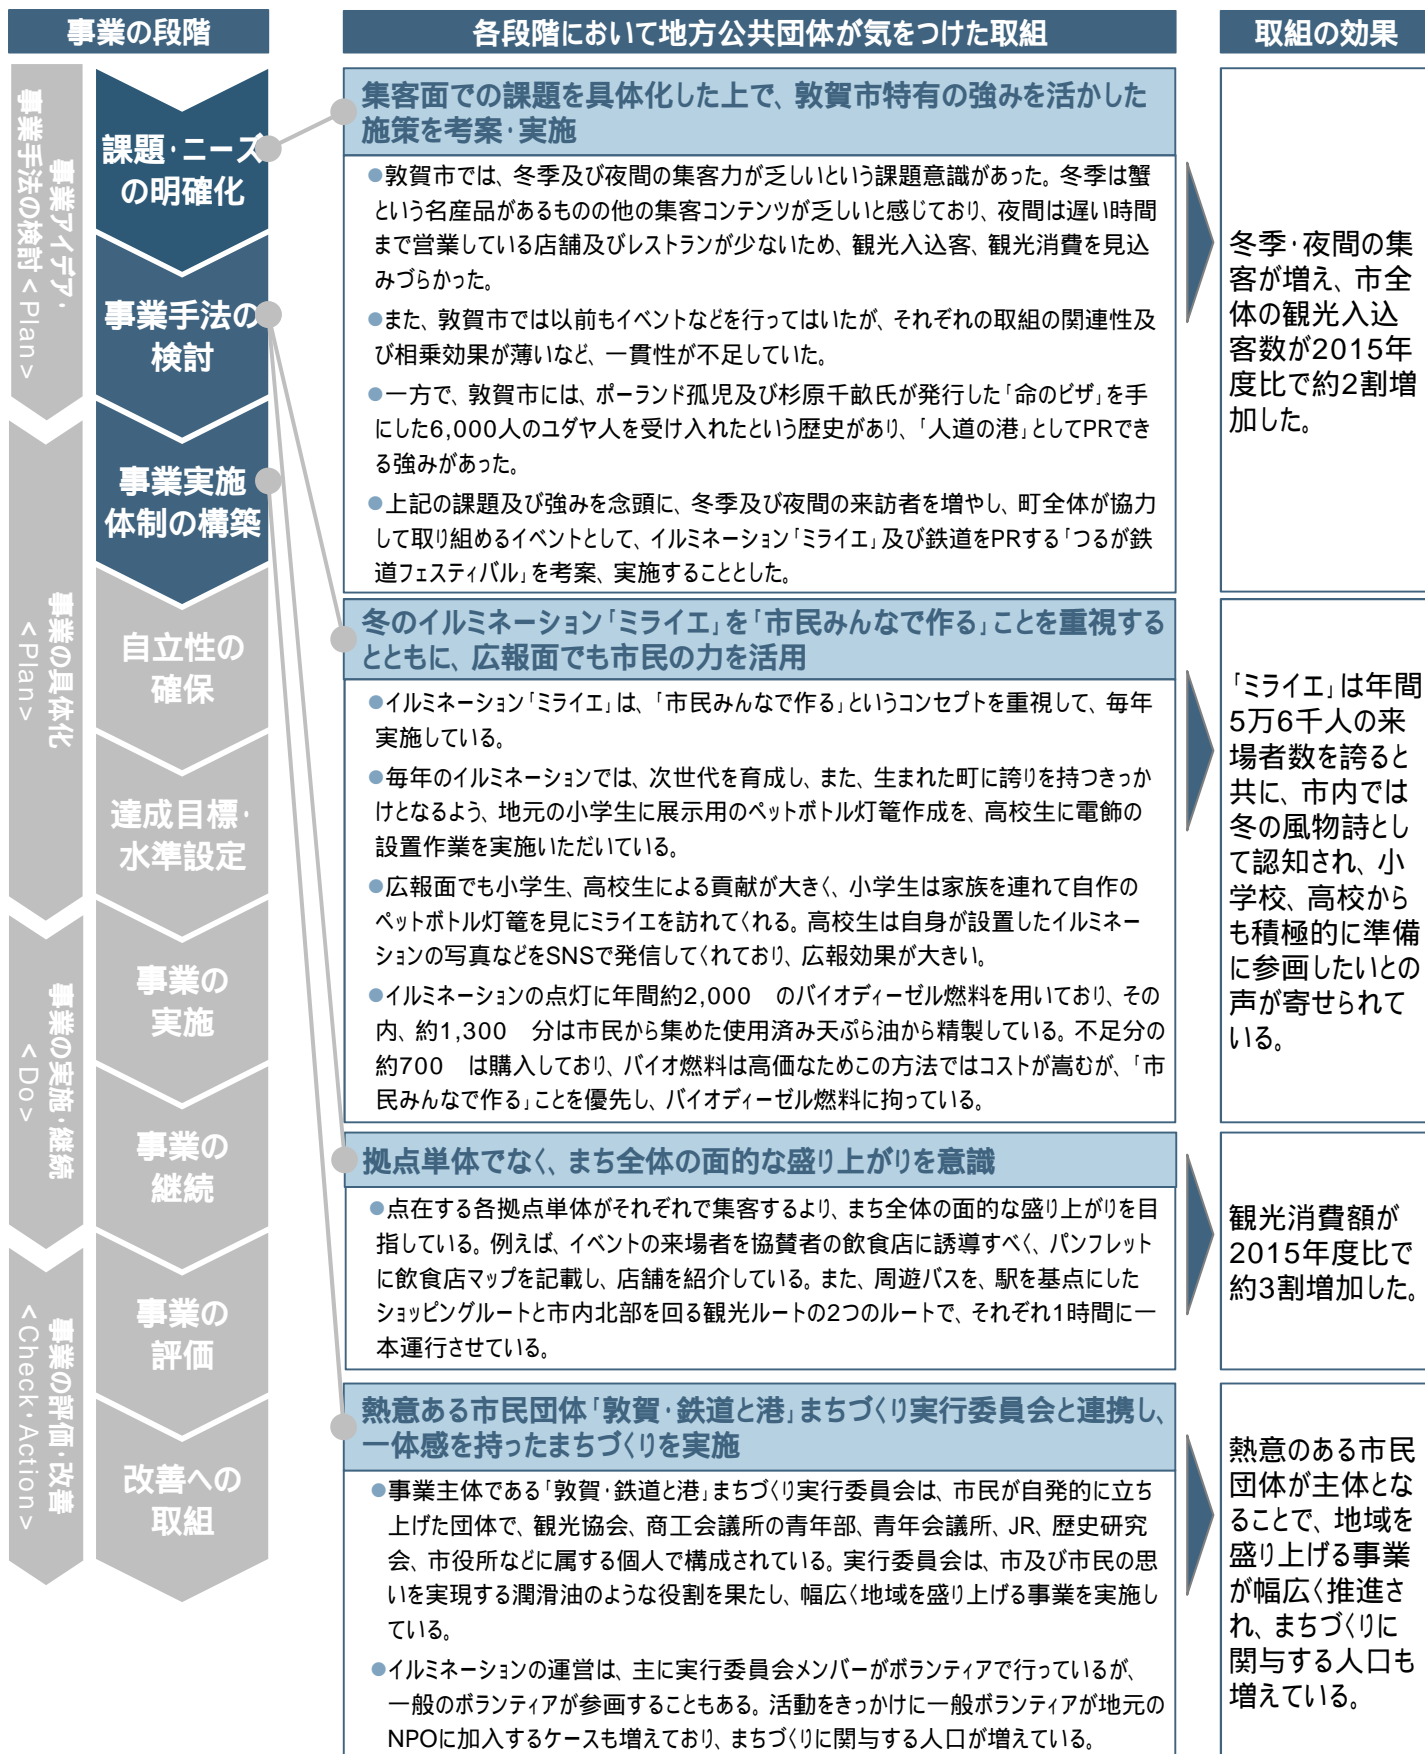 事業の段階
各段階において地方公共団体が気をつけた取組
取組の効果
事業アイデア・
事業手法の検討<Plan>
事業の具体化
<Plan>
事業の実施・継続
<Do>
事業の評価・改善
<Check・Action>
課題・ニーズ
の明確化
事業手法の
検討
事業実施
体制の構築
自立性の
確保
達成目標・
水準設定
事業の
実施
事業の
継続
事業の
評価
改善への
取組
集客面での課題を具体化した上で、敦賀市特有の強みを活かした
施策を考案・実施
●敦賀市では、冬季及び夜間の集客力が乏しいという課題意識があった。冬季は蟹
という名産品があるものの他の集客コンテンツが乏しいと感じており、夜間は遅い時間
まで営業している店舗及びレストランが少ないため、観光入込客、観光消費を見込
みづらかった。
●また、敦賀市では以前もイベントなどを行ってはいたが、それぞれの取組の関連性及
び相乗効果が薄いなど、一貫性が不足していた。
●一方で、敦賀市には、ポーランド孤児及び杉原千畝氏が発行した「命のビザ」を手
にした6,000人のユダヤ人を受け入れたという歴史があり、「人道の港」としてPRでき
る強みがあった。
●上記の課題及び強みを念頭に、冬季及び夜間の来訪者を増やし、町全体が協力
して取り組めるイベントとして、イルミネーション「ミライエ」及び鉄道をPRする「つるが鉄
道フェスティバル」を考案、実施することとした。
冬季・夜間の集
客が増え、市全
体の観光入込
客数が2015年
度比で約2割増
加した。
冬のイルミネーション「ミライエ」を「市民みんなで作る」ことを重視する
とともに、広報面でも市民の力を活用
●イルミネーション「ミライエ」は、「市民みんなで作る」というコンセプトを重視して、毎年
実施している。
●毎年のイルミネーションでは、次世代を育成し、また、生まれた町に誇りを持つきっか
けとなるよう、地元の小学生に展示用のペットボトル灯篭作成を、高校生に電飾の
設置作業を実施いただいている。
●広報面でも小学生、高校生による貢献が大きく、小学生は家族を連れて自作の
ペットボトル灯篭を見にミライエを訪れてくれる。高校生は自身が設置したイルミネー
ションの写真などをSNSで発信してくれており、広報効果が大きい。
●イルミネーションの点灯に年間約2,000　のバイオディーゼル燃料を用いており、その
内、約1,300　分は市民から集めた使用済み天ぷら油から精製している。不足分の
約700　は購入しており、バイオ燃料は高価なためこの方法ではコストが嵩むが、「市
民みんなで作る」ことを優先し、バイオディーゼル燃料に拘っている。
「ミライエ」は年間
5万6千人の来
場者数を誇ると
共に、市内では
冬の風物詩とし
て認知され、小
学校、高校から
も積極的に準備
に参画したいとの
声が寄せられて
いる。
拠点単体でなく、まち全体の面的な盛り上がりを意識
●点在する各拠点単体がそれぞれで集客するより、まち全体の面的な盛り上がりを目
指している。例えば、イベントの来場者を協賛者の飲食店に誘導すべく、パンフレット
に飲食店マップを記載し、店舗を紹介している。また、周遊バスを、駅を基点にした
ショッピングルートと市内北部を回る観光ルートの2つのルートで、それぞれ1時間に一
本運行させている。
観光消費額が
2015年度比で
約3割増加した。
熱意ある市民団体「敦賀・鉄道と港」まちづくり実行委員会と連携し、
一体感を持ったまちづくりを実施
●事業主体である「敦賀・鉄道と港」まちづくり実行委員会は、市民が自発的に立ち
上げた団体で、観光協会、商工会議所の青年部、青年会議所、JR、歴史研究
会、市役所などに属する個人で構成されている。実行委員会は、市及び市民の思
いを実現する潤滑油のような役割を果たし、幅広く地域を盛り上げる事業を実施し
ている。
●イルミネーションの運営は、主に実行委員会メンバーがボランティアで行っているが、
一般のボランティアが参画することもある。活動をきっかけに一般ボランティアが地元の
NPOに加入するケースも増えており、まちづくりに関与する人口が増えている。
熱意のある市民
団体が主体とな
ることで、地域を
盛り上げる事業
が幅広く推進さ
れ、まちづくりに
関与する人口も
増えている。